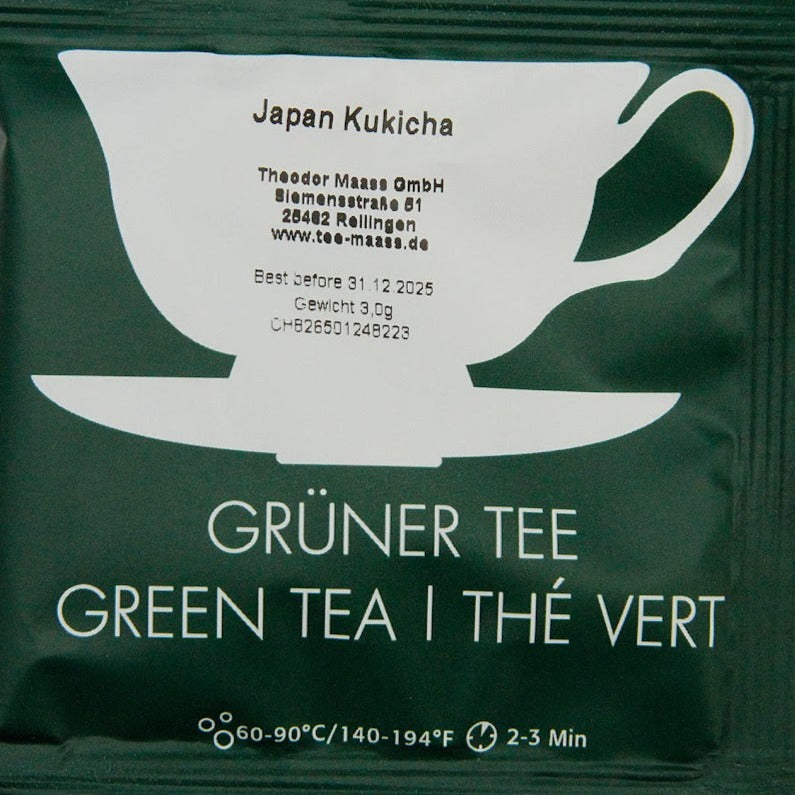 Japan Kukicha
Theodor Maass GmbH
Siemensstraße 51
25462 Rellingen
www.tee-maass.de
Best before 31.12.2025
Gewicht 3,0g
CHB26501248223
GRÜNER TEE
GREEN TEA | THÉ VERT
60-90°C/140-194°F 2-3 Min